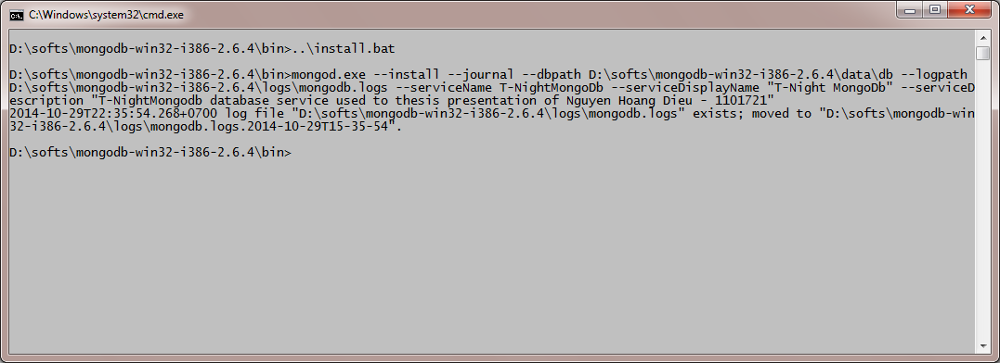 C:\Windows\system32\cmd.exe
D:\softs\mongodb-win32-i386-2.6.4\bin>..\install.bat
D:\softs\mongodb-win32-i386-2.6.4\bin>mongod.exe --install --journal --dbpath D:\softs\mongodb-win32-i386-2.6.4\data\db --logpath
D:\softs\mongodb-win32-i386-2.6.4\logs\mongodb.logs --serviceName T-NightMongoDb --serviceDisplayName "T-Night MongoDb" --serviceD
escription "T-NightMongodb database service used to thesis presentation of Nguyen Hoang Dieu - 1101721"
2014-10-29T22:35:54.268+0700 log file "D:\softs\mongodb-win32-i386-2.6.4\logs\mongodb.logs" exists; moved to "D:\softs\mongodb-win
32-i386-2.6.4\logs\mongodb.logs.2014-10-29T15-35-54".
D:\softs\mongodb-win32-i386-2.6.4\bin>